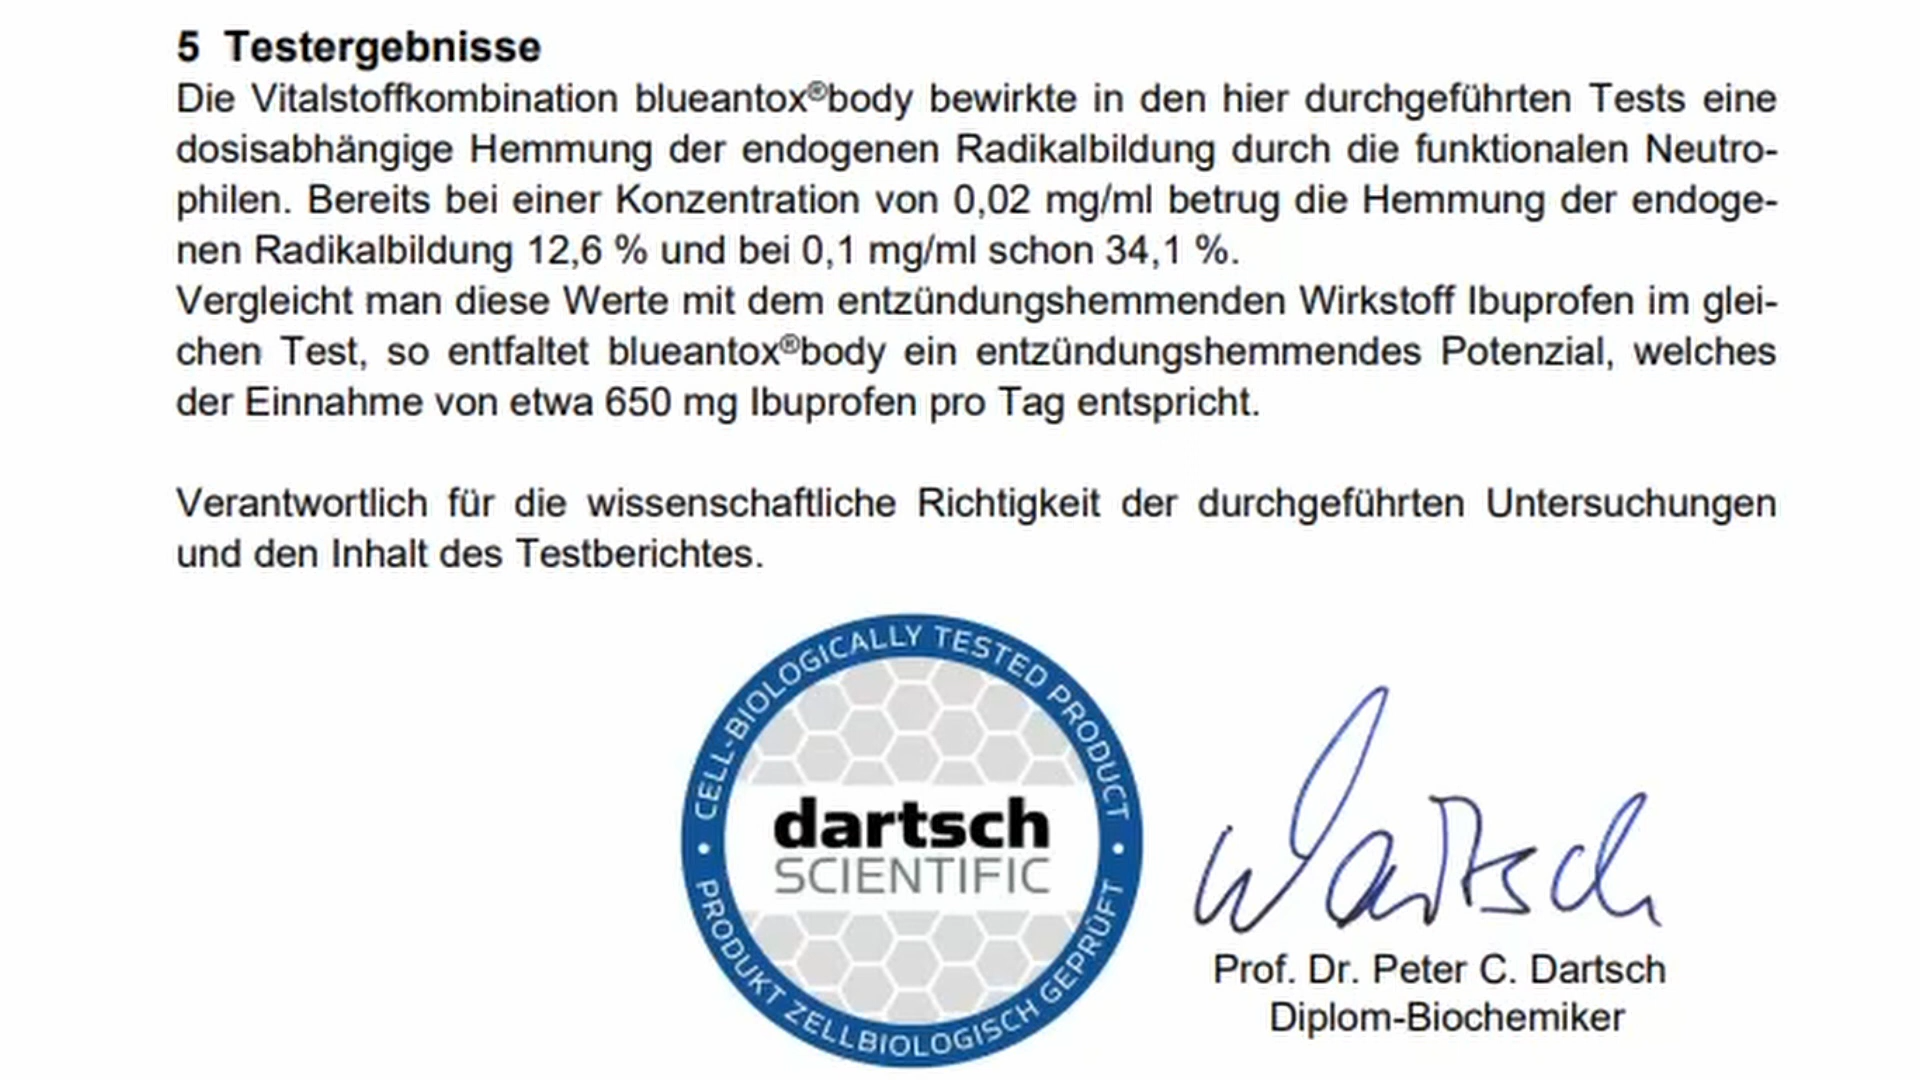 5 Testergebnisse
Die Vitalstoffkombination blueantox®body bewirkte in den hier durchgeführten Tests eine
dosisabhängige Hemmung der endogenen Radikalbildung durch die funktionalen Neutro-
philen. Bereits bei einer Konzentration von 0,02 mg/ml betrug die Hemmung der endoge-
nen Radikalbildung 12,6 % und bei 0,1 mg/ml schon 34,1 %.
Vergleicht man diese Werte mit dem entzündungshemmenden Wirkstoff Ibuprofen im glei-
chen Test, so entfaltet blueantox®body ein entzündungshemmendes Potenzial, welches
der Einnahme von etwa 650 mg Ibuprofen pro Tag entspricht.
Verantwortlich für die wissenschaftliche Richtigkeit der durchgeführten Untersuchungen
und den Inhalt des Testberichtes.
CELL-BIOLOGICALLY TESTED PRODUCT
dartsch
SCIENTIFIC
PRODUKT ZELLBIOLOGISCH GEPRÜFT
Dartsch
Prof. Dr. Peter C. Dartsch
Diplom-Biochemiker